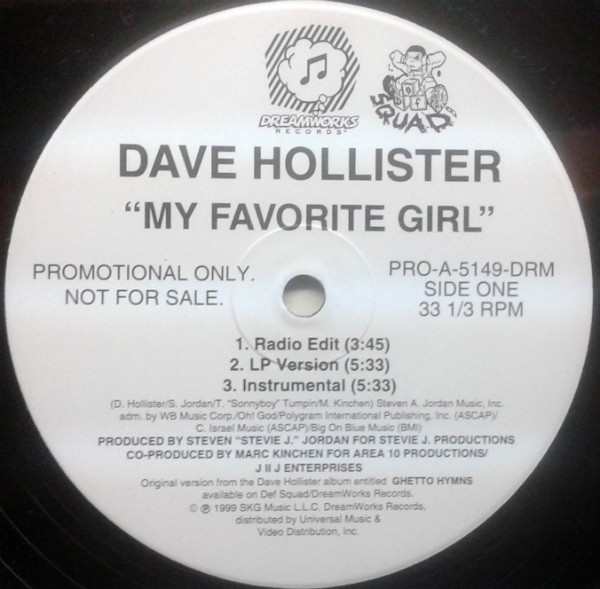 DREAMWORKS
RECORDS
DEF
SQUAD
DAVE HOLLISTER
"MY FAVORITE GIRL"
PROMOTIONAL ONLY.
NOT FOR SALE.
PRO-A-5149-DRM
SIDE ONE
33 1/3 RPM
1. Radio Edit (3:45)
2. LP Version (5:33)
3. Instrumental (5:33)
(D. Hollister/S. Jordan/T. "Sonnyboy" Turnpin/M. Kinchen) Steven A. Jordan Music, Inc.
adm. by WB Music Corp./Oh! God/Polygram International Publishing, Inc. (ASCAP)/
C. Israel Music (ASCAP)/Big On Blue Music (BMI)
PRODUCED BY STEVEN "STEVIE J." JORDAN FOR STEVIE J. PRODUCTIONS
CO-PRODUCED BY MARC KINCHEN FOR AREA 10 PRODUCTIONS/
J II J ENTERPRISES
Original version from the Dave Hollister album entitled GHETTO HYMNS
available on Def Squad/DreamWorks Records.
© ℗ 1999 SKG Music L.L.C. DreamWorks Records,
distributed by Universal Music &
Video Distribution, Inc.